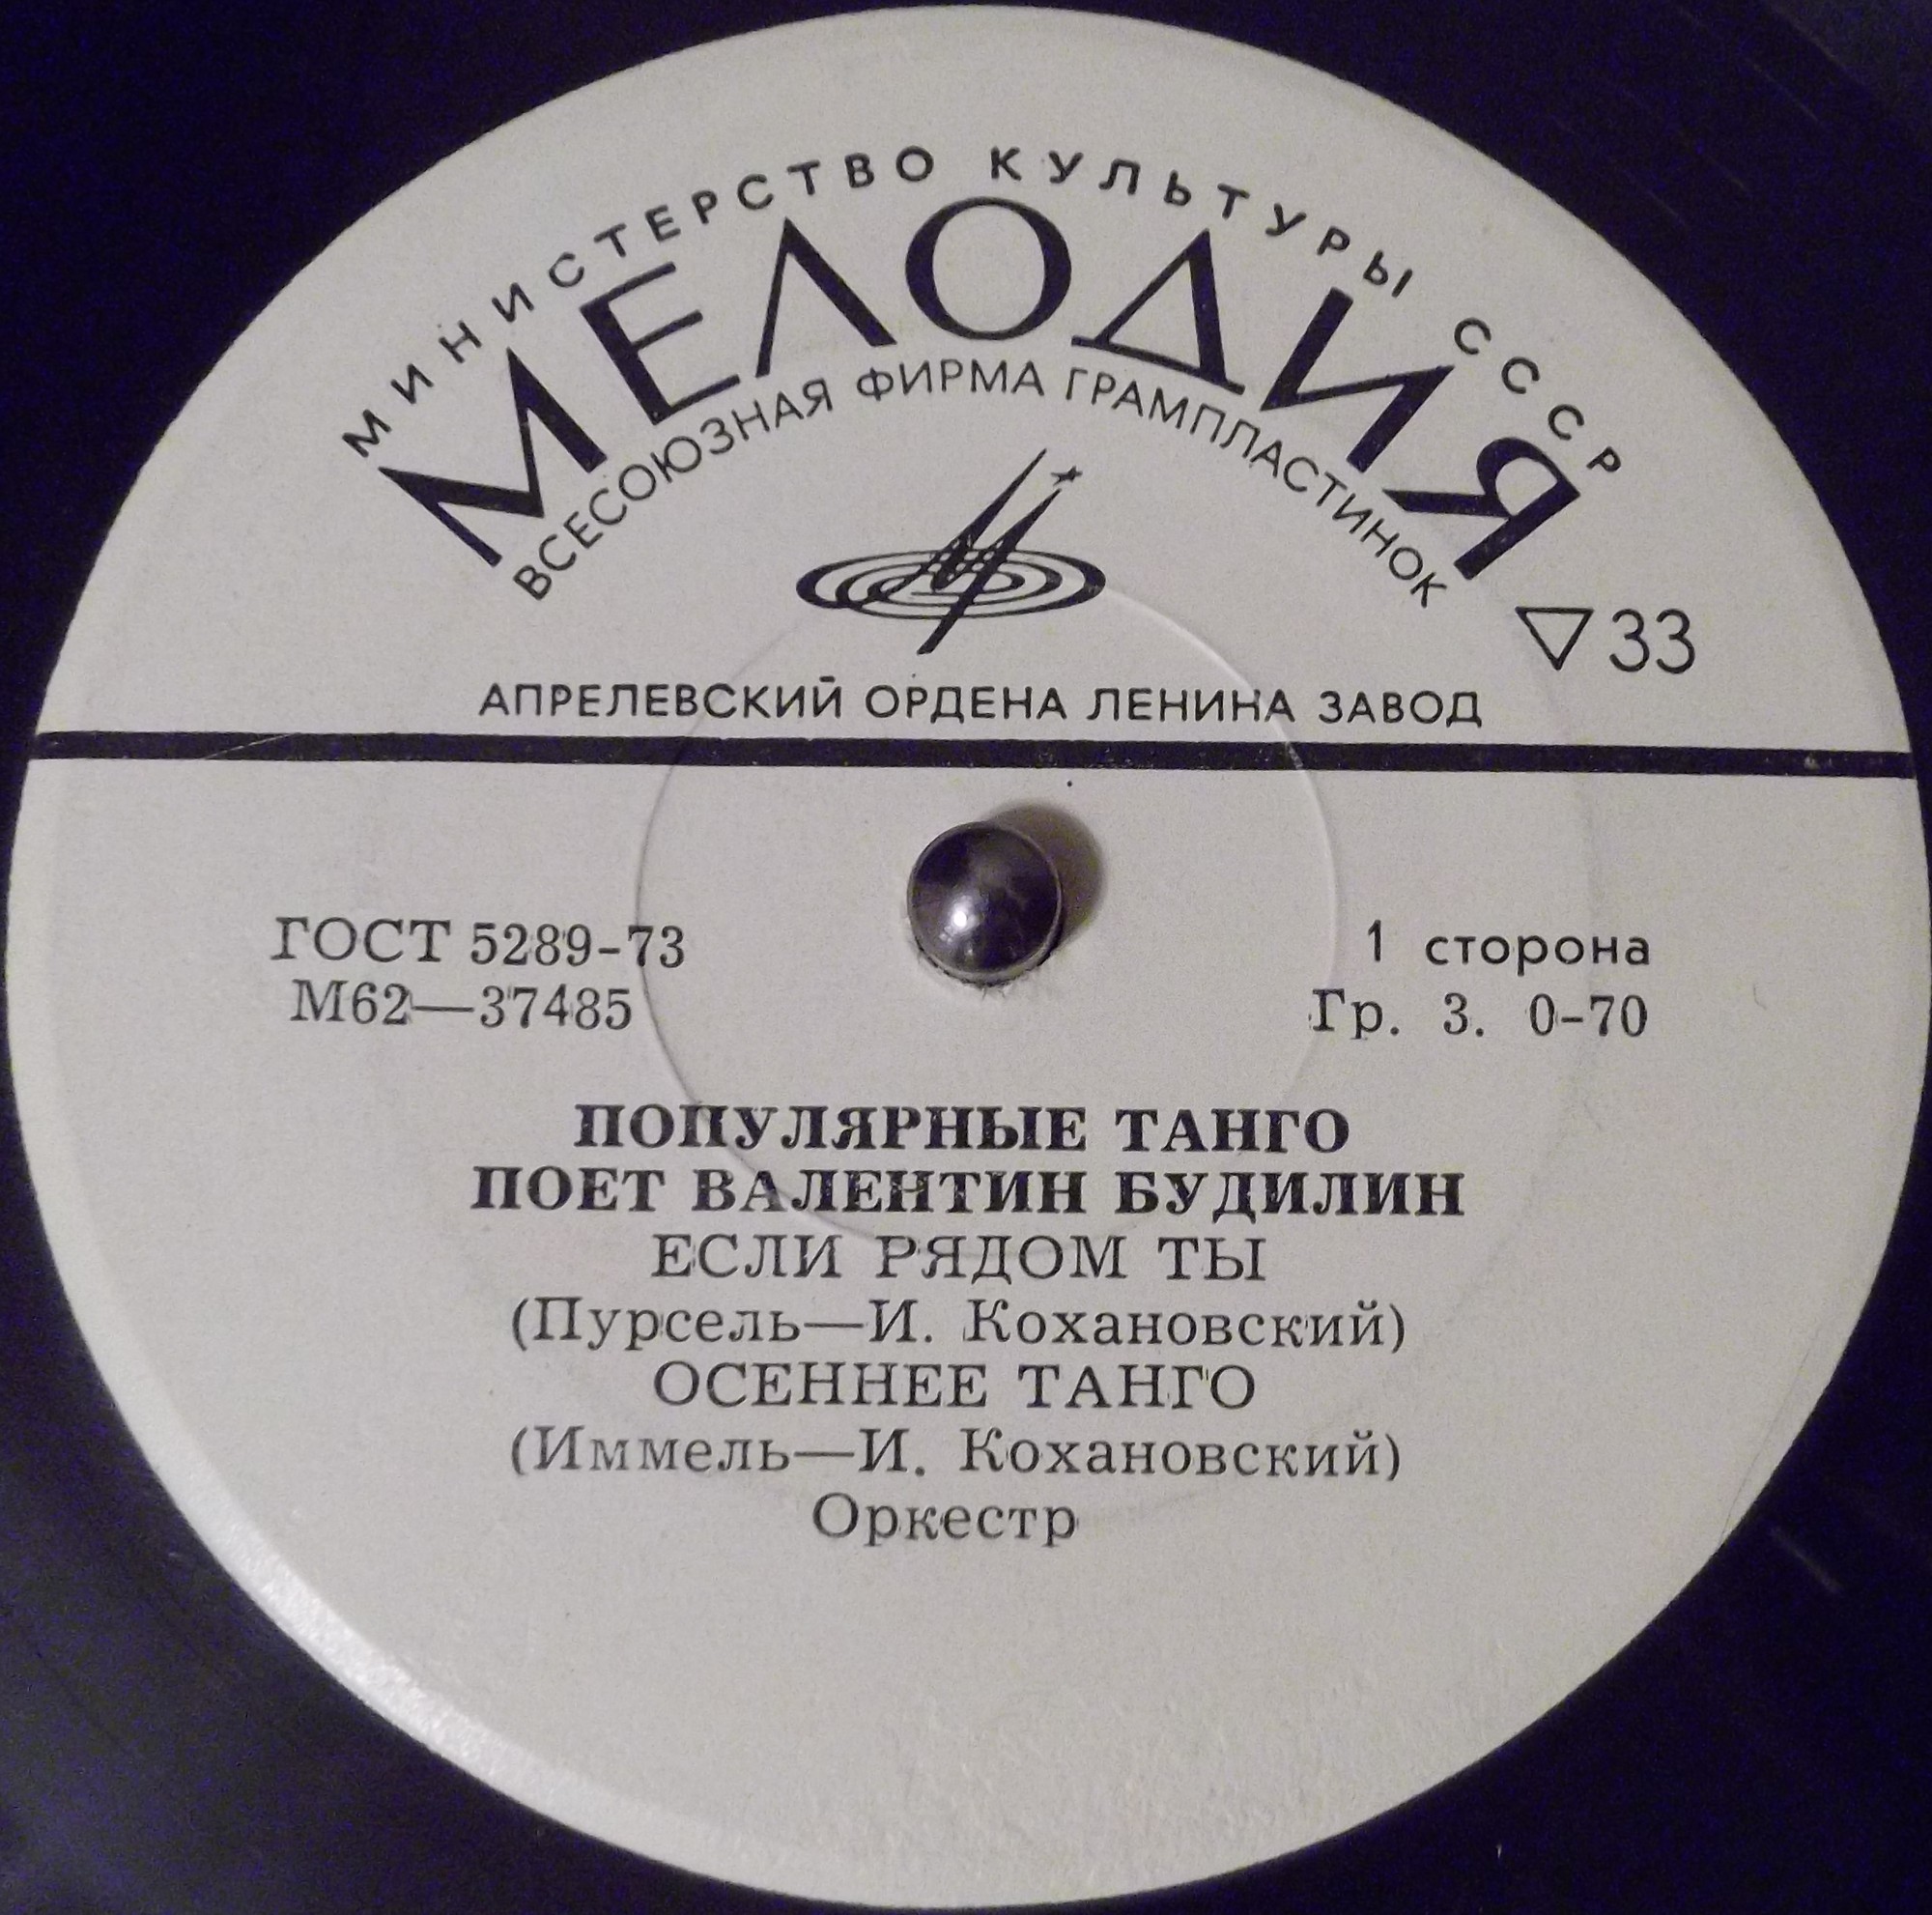 МИНИСТЕРСТВО КУЛЬТУРЫ СССР
МЕЛОДИЯ
ВСЕСОЮЗНАЯ ФИРМА ГРАМПЛАСТИНОК
▽33
АПРЕЛЕВСКИЙ ОРДЕНА ЛЕНИНА ЗАВОД
ГОСТ 5289-73
М62—37485
1 сторона
Гр. 3. 0-70
ПОПУЛЯРНЫЕ ТАНГО
ПОЕТ ВАЛЕНТИН БУДИЛИН
ЕСЛИ РЯДОМ ТЫ
(Пурсель—И. Кохановский)
ОСЕННЕЕ ТАНГО
(Иммель—И. Кохановский)
Оркестр